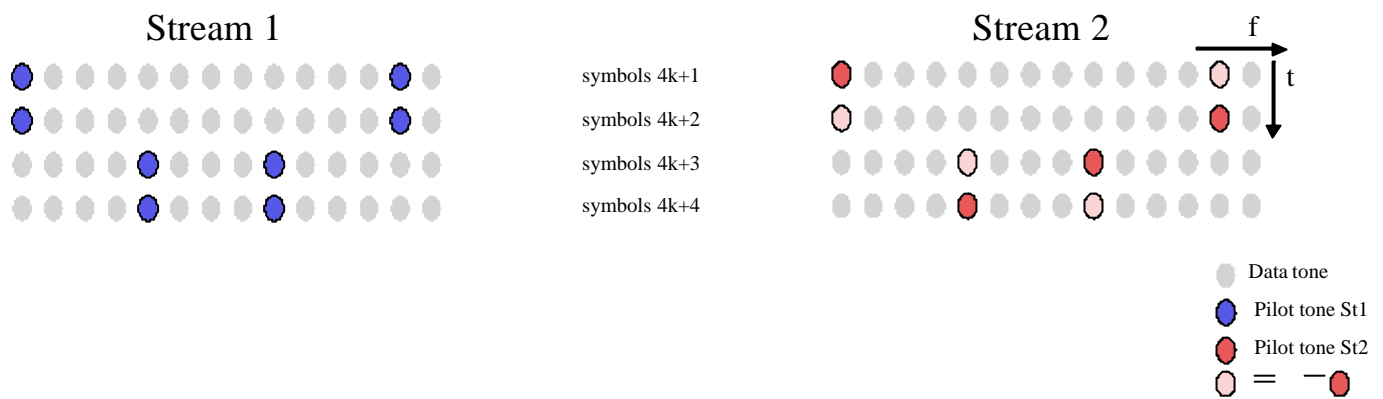 Stream 1
Stream 2
f
t
symbols 4k+1
symbols 4k+2
symbols 4k+3
symbols 4k+4
Data tone
Pilot tone St1
Pilot tone St2
= −